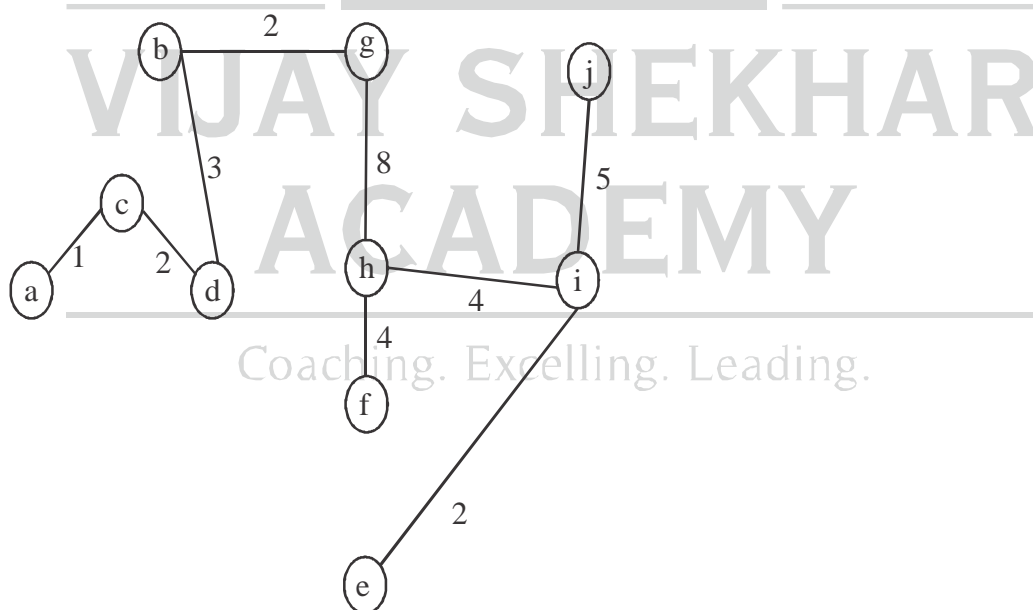 2
b
g
j
VIJAY SHEKHAR
3
8
5
c
ACADEMY
1
2
a
d
h
i
4
4
Coaching. Excelling. Leading.
f
2
e